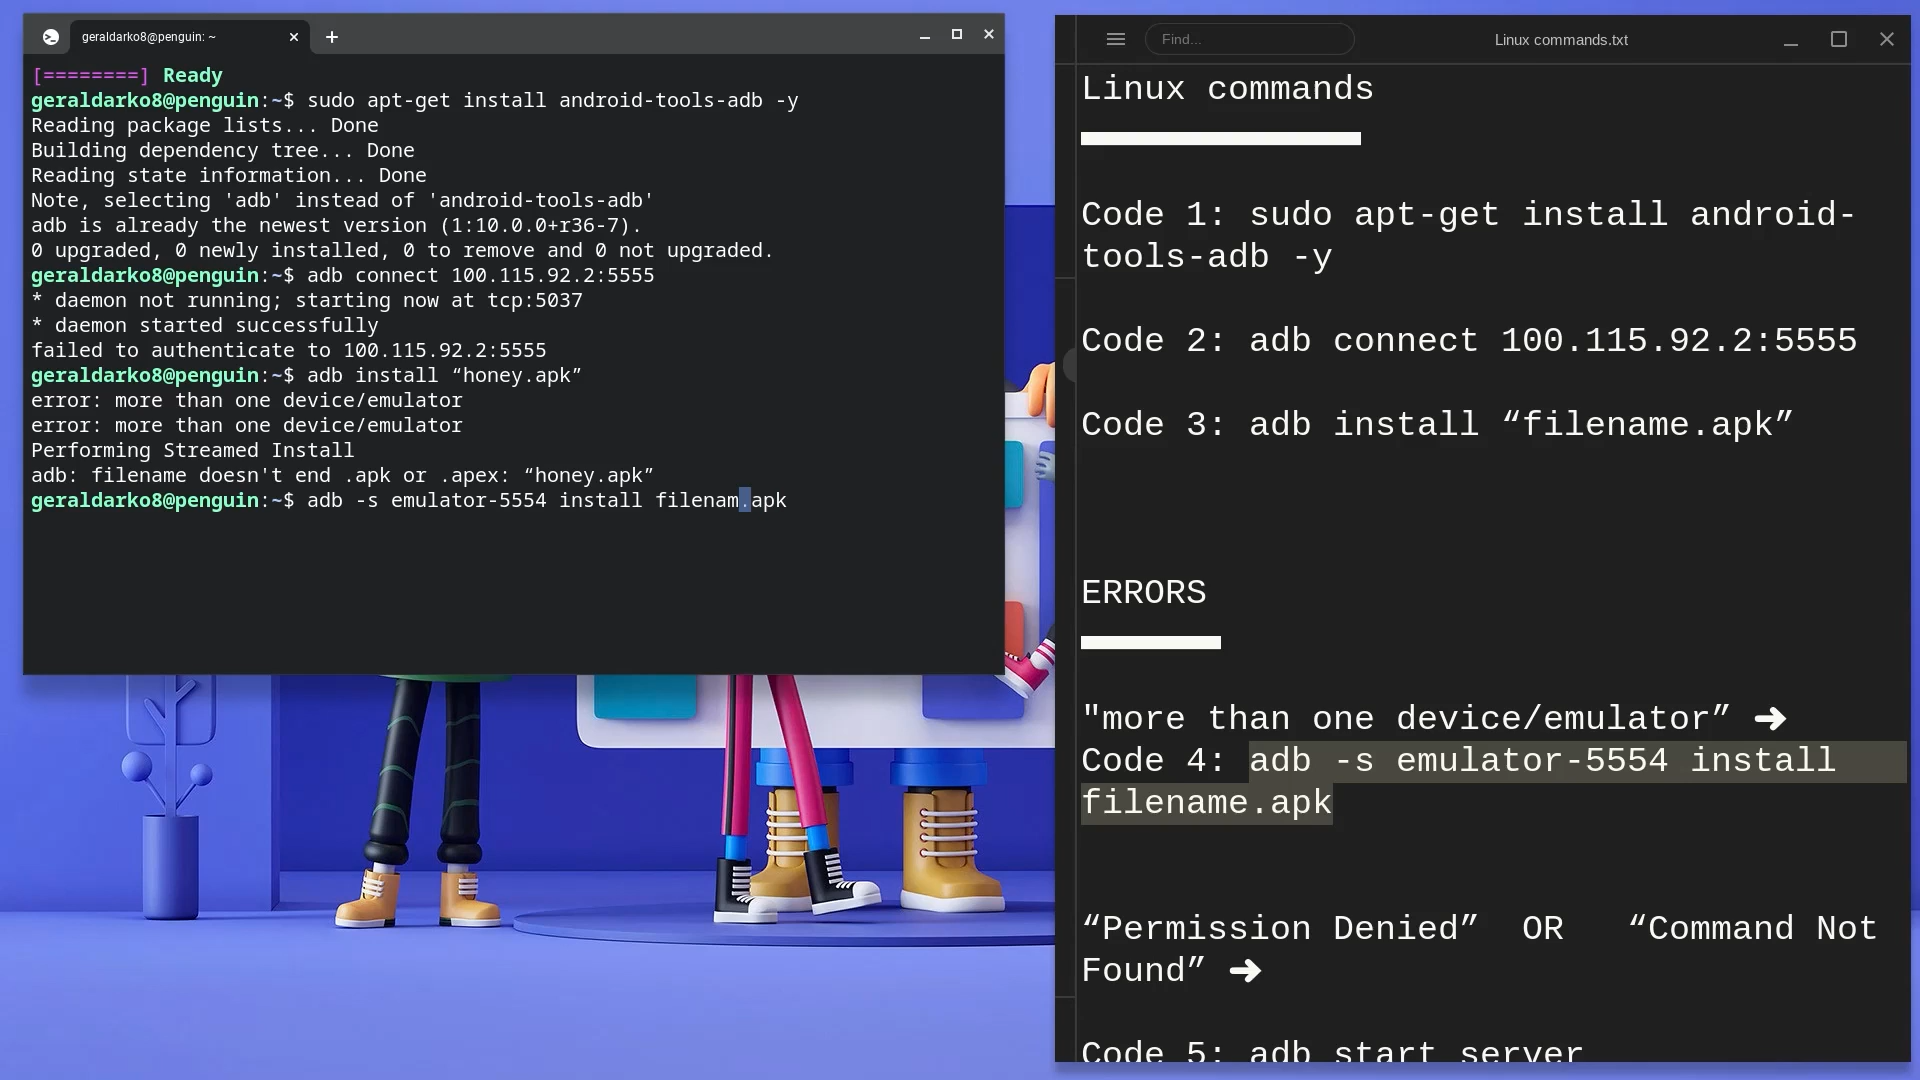 geraldarko8@penguin: ~
[========] Ready
geraldarko8@penguin:~$ sudo apt-get install android-tools-adb -y
Reading package lists... Done
Building dependency tree... Done
Reading state information... Done
Note, selecting 'adb' instead of 'android-tools-adb'
adb is already the newest version (1:10.0.0+r36-7).
0 upgraded, 0 newly installed, 0 to remove and 0 not upgraded.
geraldarko8@penguin:~$ adb connect 100.115.92.2:5555
* daemon not running; starting now at tcp:5037
* daemon started successfully
failed to authenticate to 100.115.92.2:5555
geraldarko8@penguin:~$ adb install “honey.apk”
error: more than one device/emulator
error: more than one device/emulator
Performing Streamed Install
adb: filename doesn't end .apk or .apex: “honey.apk”
geraldarko8@penguin:~$ adb -s emulator-5554 install filenam.apk
Find...
Linux commands.txt
Linux commands
Code 1: sudo apt-get install android-
tools-adb -y
Code 2: adb connect 100.115.92.2:5555
Code 3: adb install “filename.apk”
ERRORS
"more than one device/emulator” ➜
Code 4: adb -s emulator-5554 install
filename.apk
“Permission Denied”  OR   “Command Not
Found” ➜
Code 5: adb start server